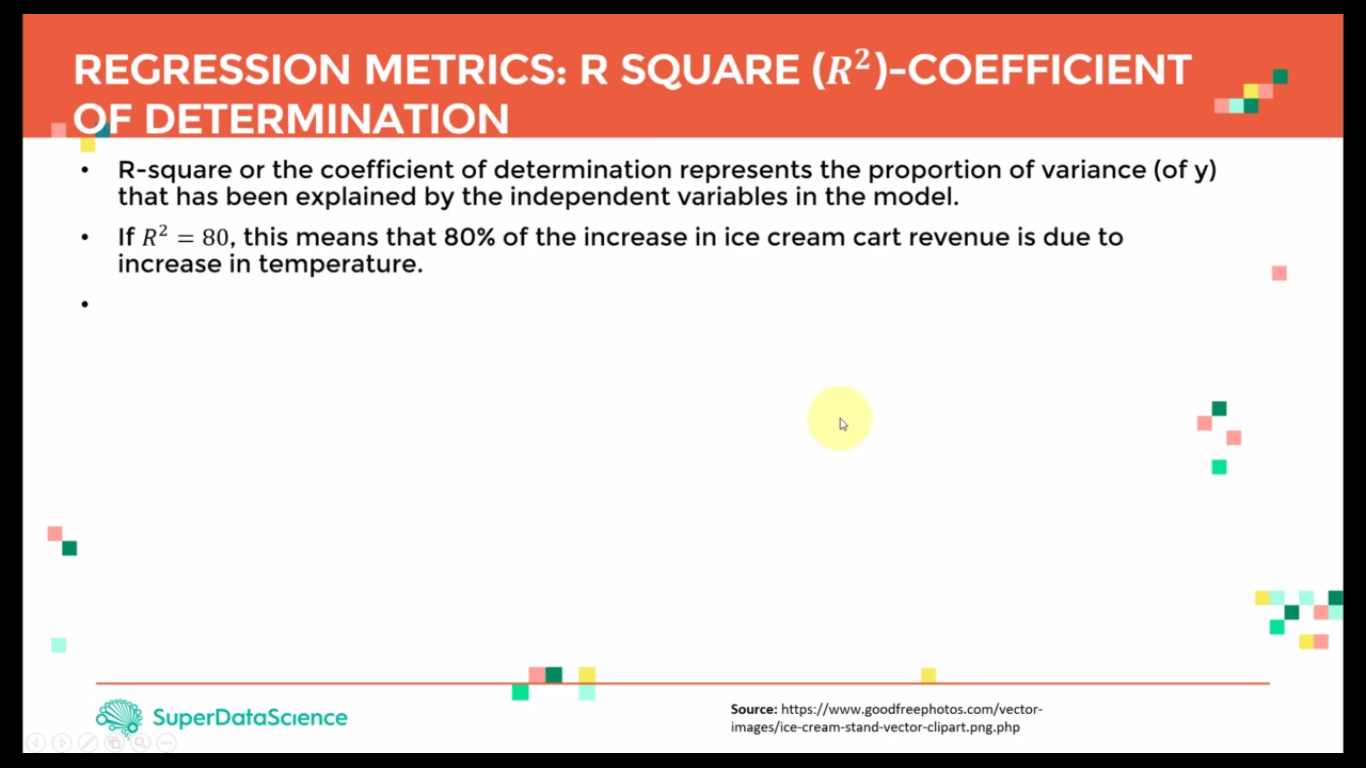 REGRESSION METRICS: R SQUARE (R²)-COEFFICIENT
OF DETERMINATION
• R-square or the coefficient of determination represents the proportion of variance (of y)
that has been explained by the independent variables in the model.
• If R² = 80, this means that 80% of the increase in ice cream cart revenue is due to
increase in temperature.
•
SuperDataScience
Source: https://www.goodfreephotos.com/vector-
images/ice-cream-stand-vector-clipart.png.php